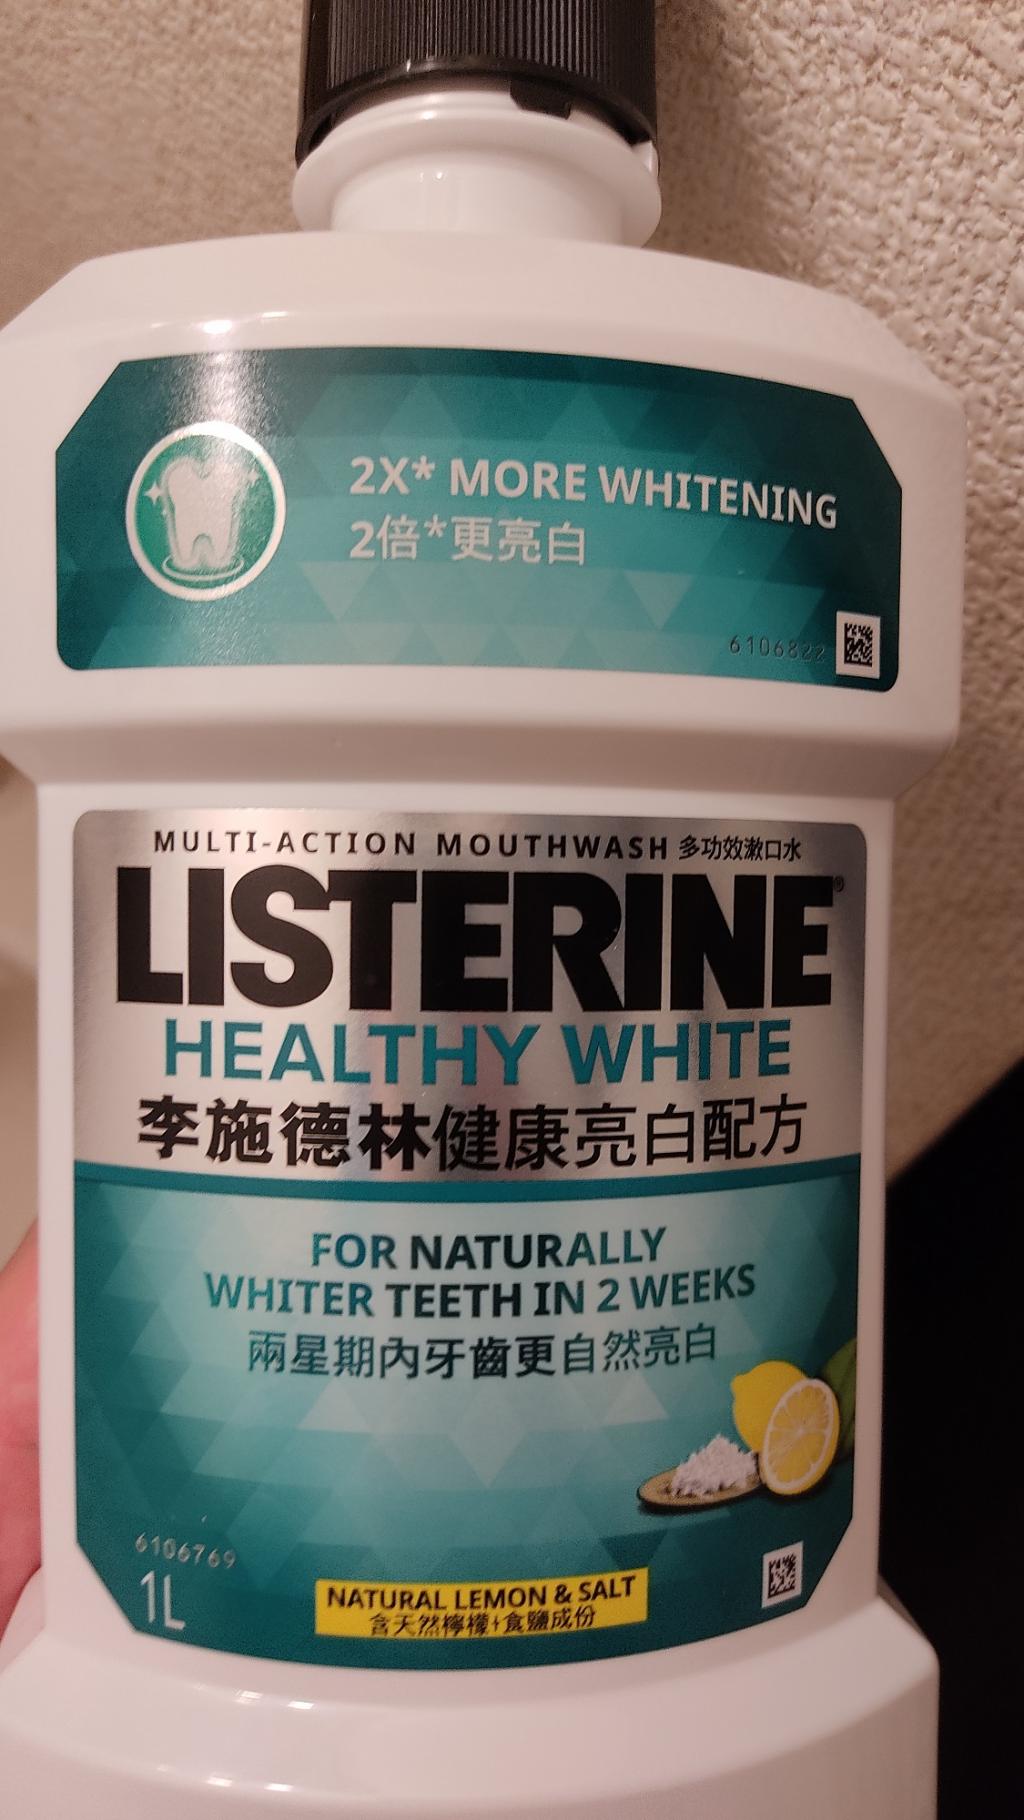 2X* MORE WHITENING
2倍*更亮白
6106822
MULTI-ACTION MOUTHWASH 多功效漱口水
LISTERINE®
HEALTHY WHITE
李施德林健康亮白配方
FOR NATURALLY
WHITER TEETH IN 2 WEEKS
兩星期內牙齒更自然亮白
6106769
1L
NATURAL LEMON & SALT
含天然檸檬+食鹽成份